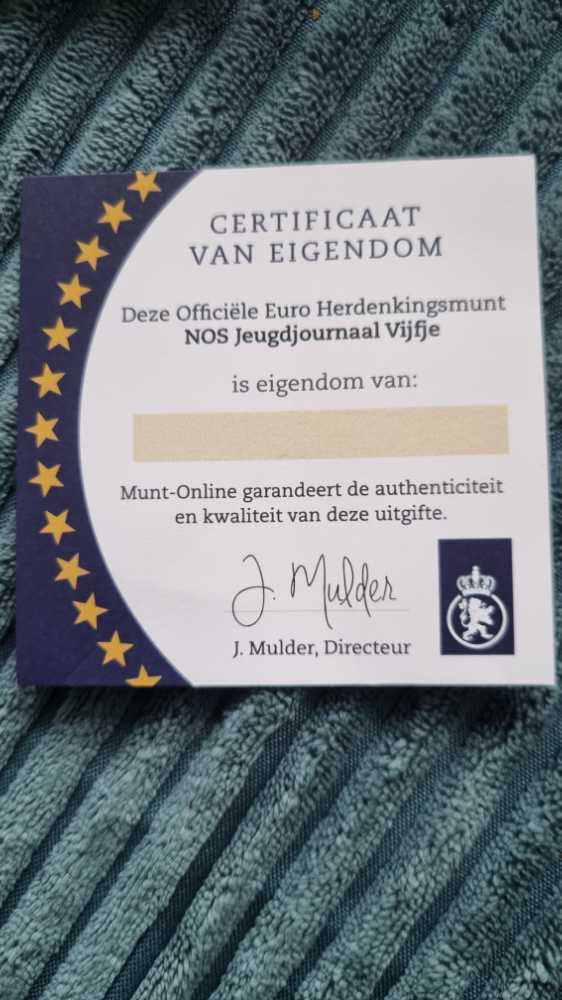 CERTIFICAAT
VAN EIGENDOM
Deze Officiële Euro Herdenkingsmunt
NOS Jeugdjournaal Vijfje
is eigendom van:
Munt-Online garandeert de authenticiteit
en kwaliteit van deze uitgifte.
J. Mulder
J. Mulder, Directeur